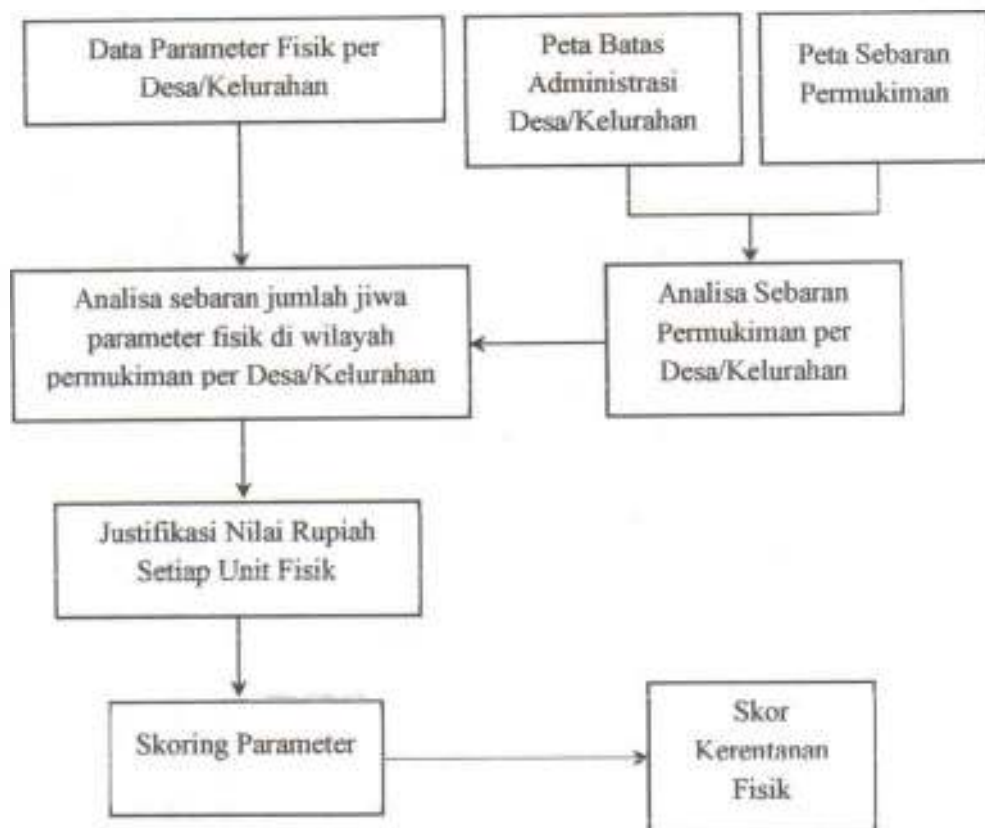 Data Parameter Fisik per
Desa/Kelurahan
Peta Batas
Administrasi
Desa/Kelurahan
Peta Sebaran
Permukiman
Analisa sebaran jumlah jiwa
parameter fisik di wilayah
permukiman per Desa/Kelurahan
Analisa Sebaran
Permukiman per
Desa/Kelurahan
Justifikasi Nilai Rupiah
Setiap Unit Fisik
Skoring Parameter
Skor
Kerentanan
Fisik